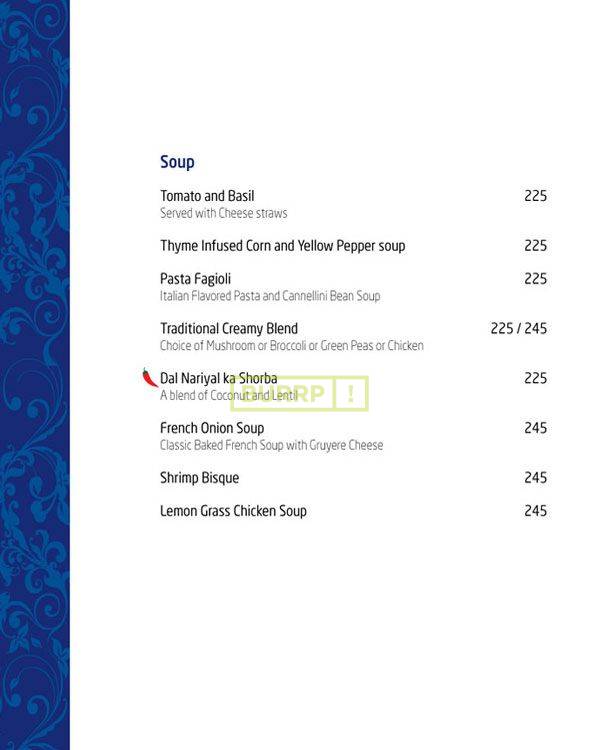 Soup
Tomato and Basil 225
Served with Cheese straws
Thyme Infused Corn and Yellow Pepper soup 225
Pasta Fagioli 225
Italian Flavored Pasta and Cannellini Bean Soup
Traditional Creamy Blend 225 / 245
Choice of Mushroom or Broccoli or Green Peas or Chicken
Dal Nariyal ka Shorba 225
A blend of Coconut and Lentil
BURRP !
French Onion Soup 245
Classic Baked French Soup with Gruyere Cheese
Shrimp Bisque 245
Lemon Grass Chicken Soup 245